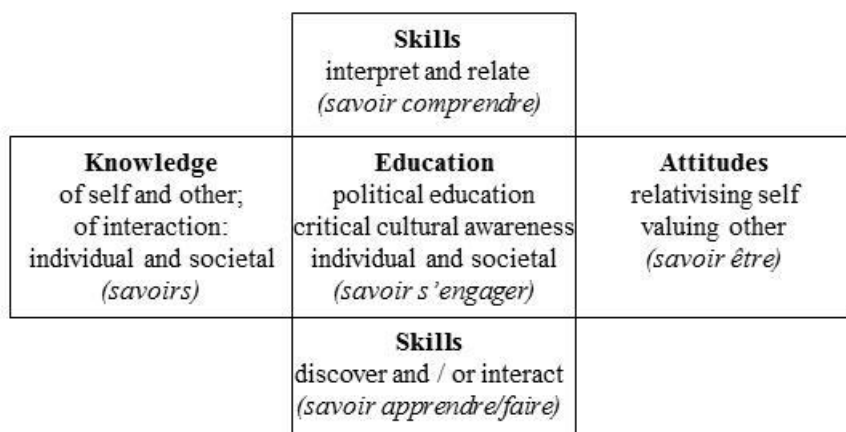 Skills
interpret and relate
(savoir comprendre)
Knowledge
of self and other;
of interaction:
individual and societal
(savoirs)
Education
political education
critical cultural awareness
individual and societal
(savoir s'engager)
Attitudes
relativising self
valuing other
(savoir être)
Skills
discover and / or interact
(savoir apprendre/faire)